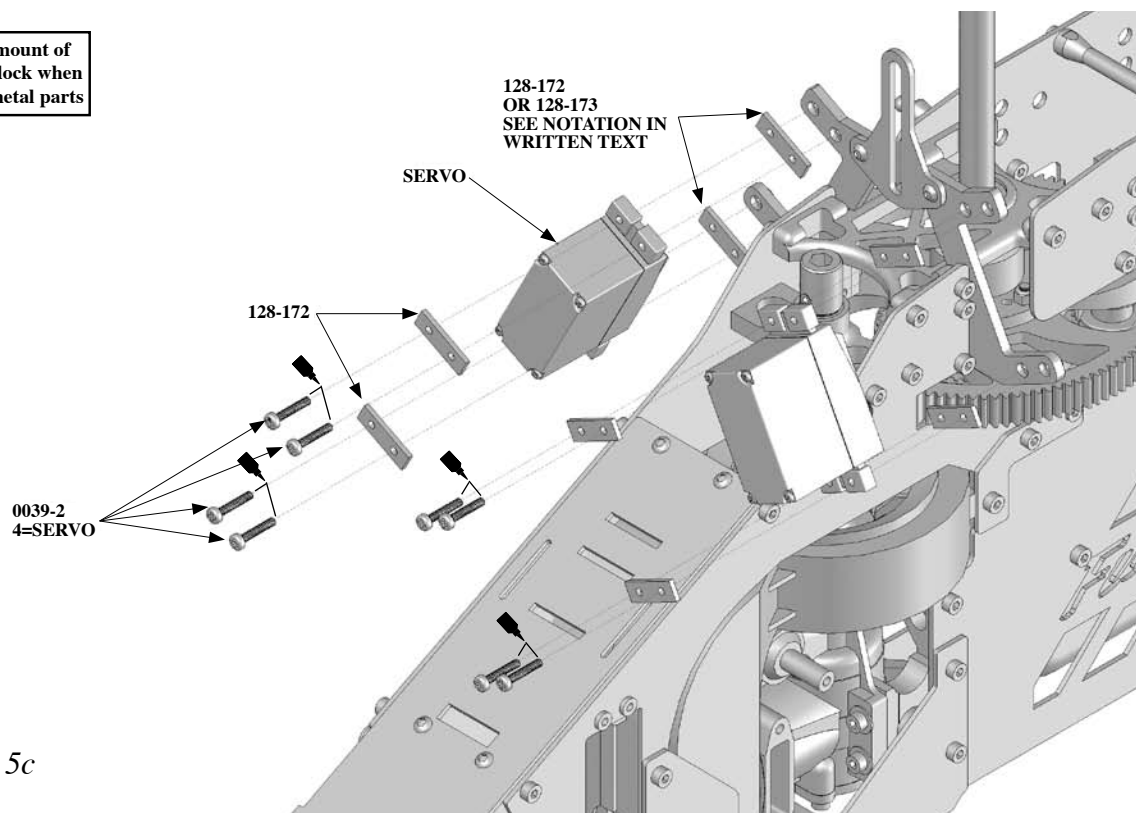 mount of
lock when
metal parts
128-172
OR 128-173
SEE NOTATION IN
WRITTEN TEXT
SERVO
128-172
0039-2
4=SERVO
5c